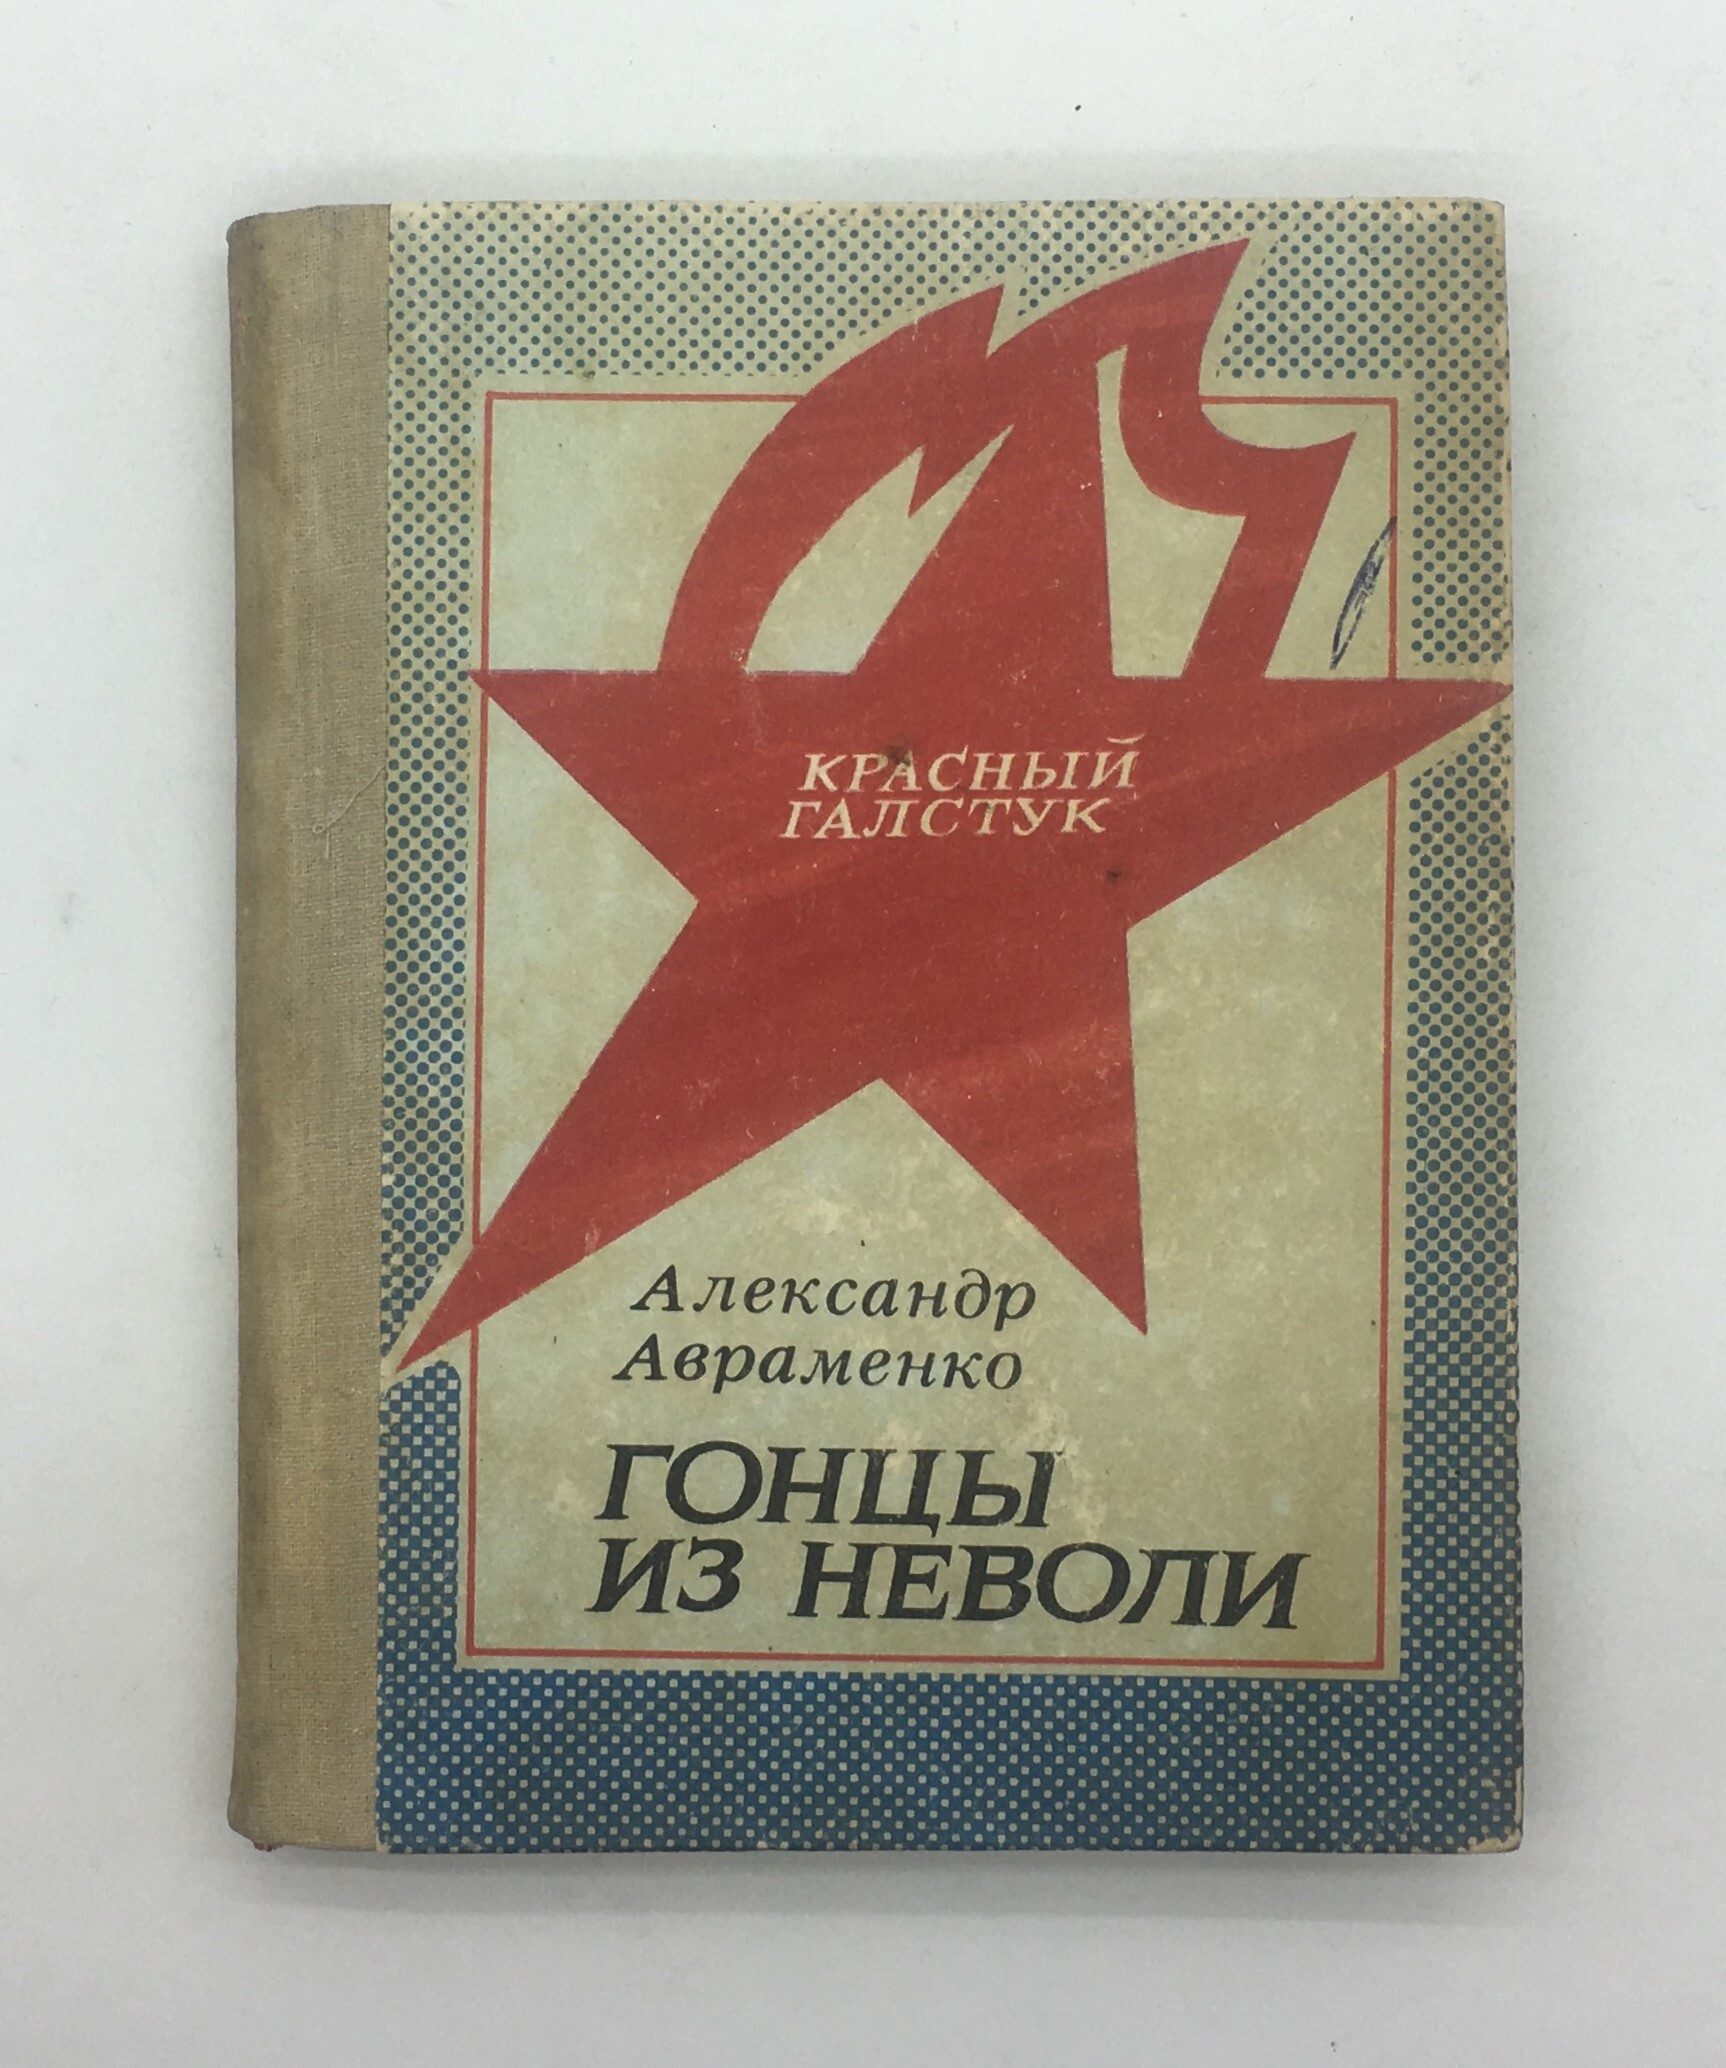 КРАСНЫЙ
ГАЛСТУК
Александр
Авраменко
ГОНЦЫ
ИЗ НЕВОЛИ